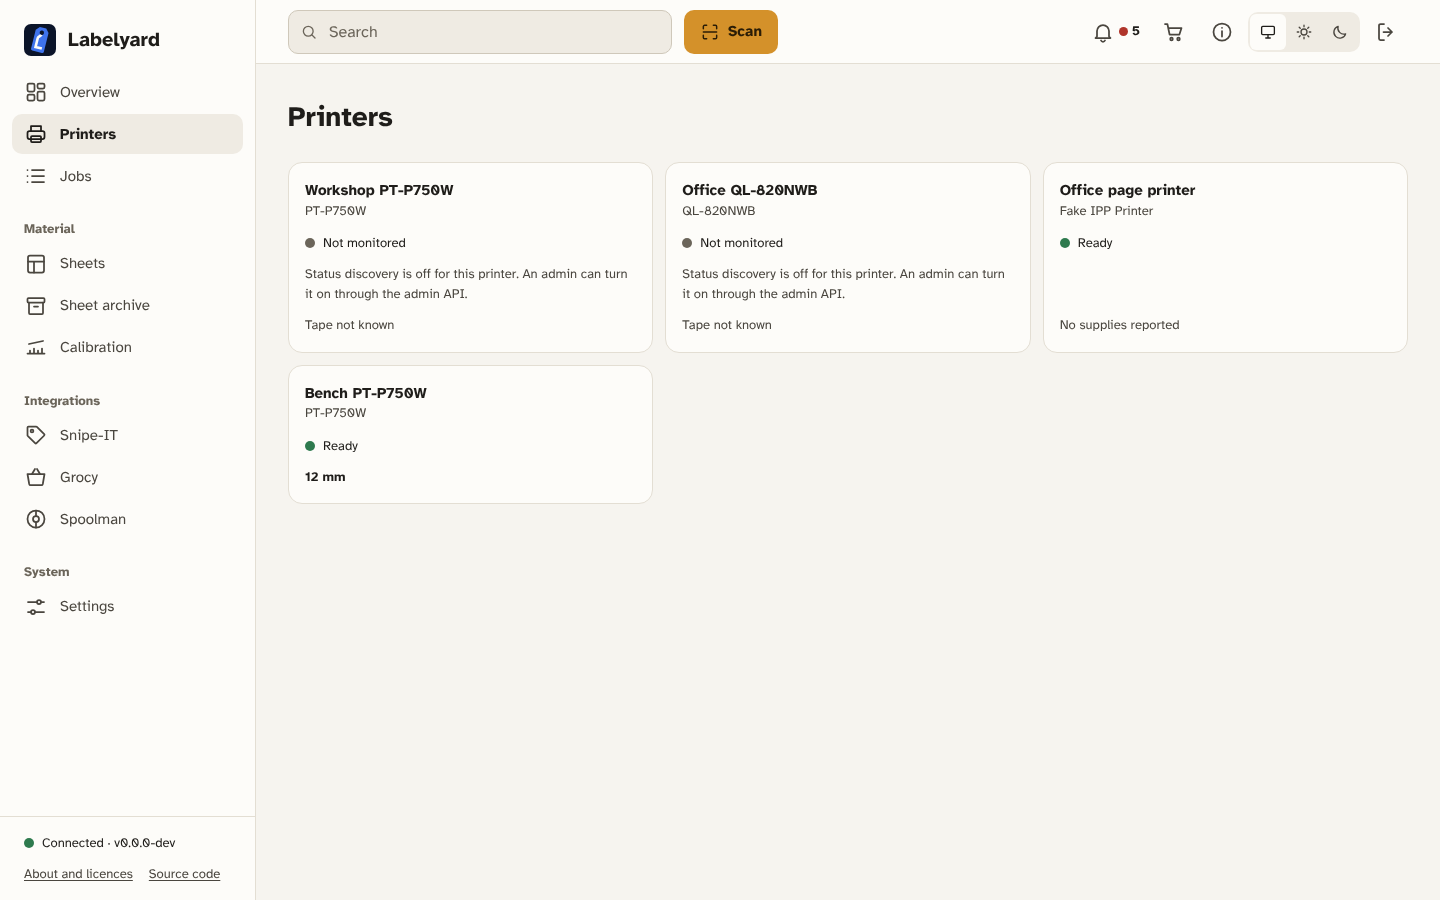 Labelyard
Overview
Printers
Jobs
Material
Sheets
Sheet archive
Calibration
Integrations
Snipe-IT
Grocy
Spoolman
System
Settings
Connected · v0.0.0-dev
About and licences
Source code
Search
Scan
5
Printers
Workshop PT-P750W
PT-P750W
Not monitored
Status discovery is off for this printer. An admin can turn
it on through the admin API.
Tape not known
Office QL-820NWB
QL-820NWB
Not monitored
Status discovery is off for this printer. An admin can turn
it on through the admin API.
Tape not known
Office page printer
Fake IPP Printer
Ready
No supplies reported
Bench PT-P750W
PT-P750W
Ready
12 mm